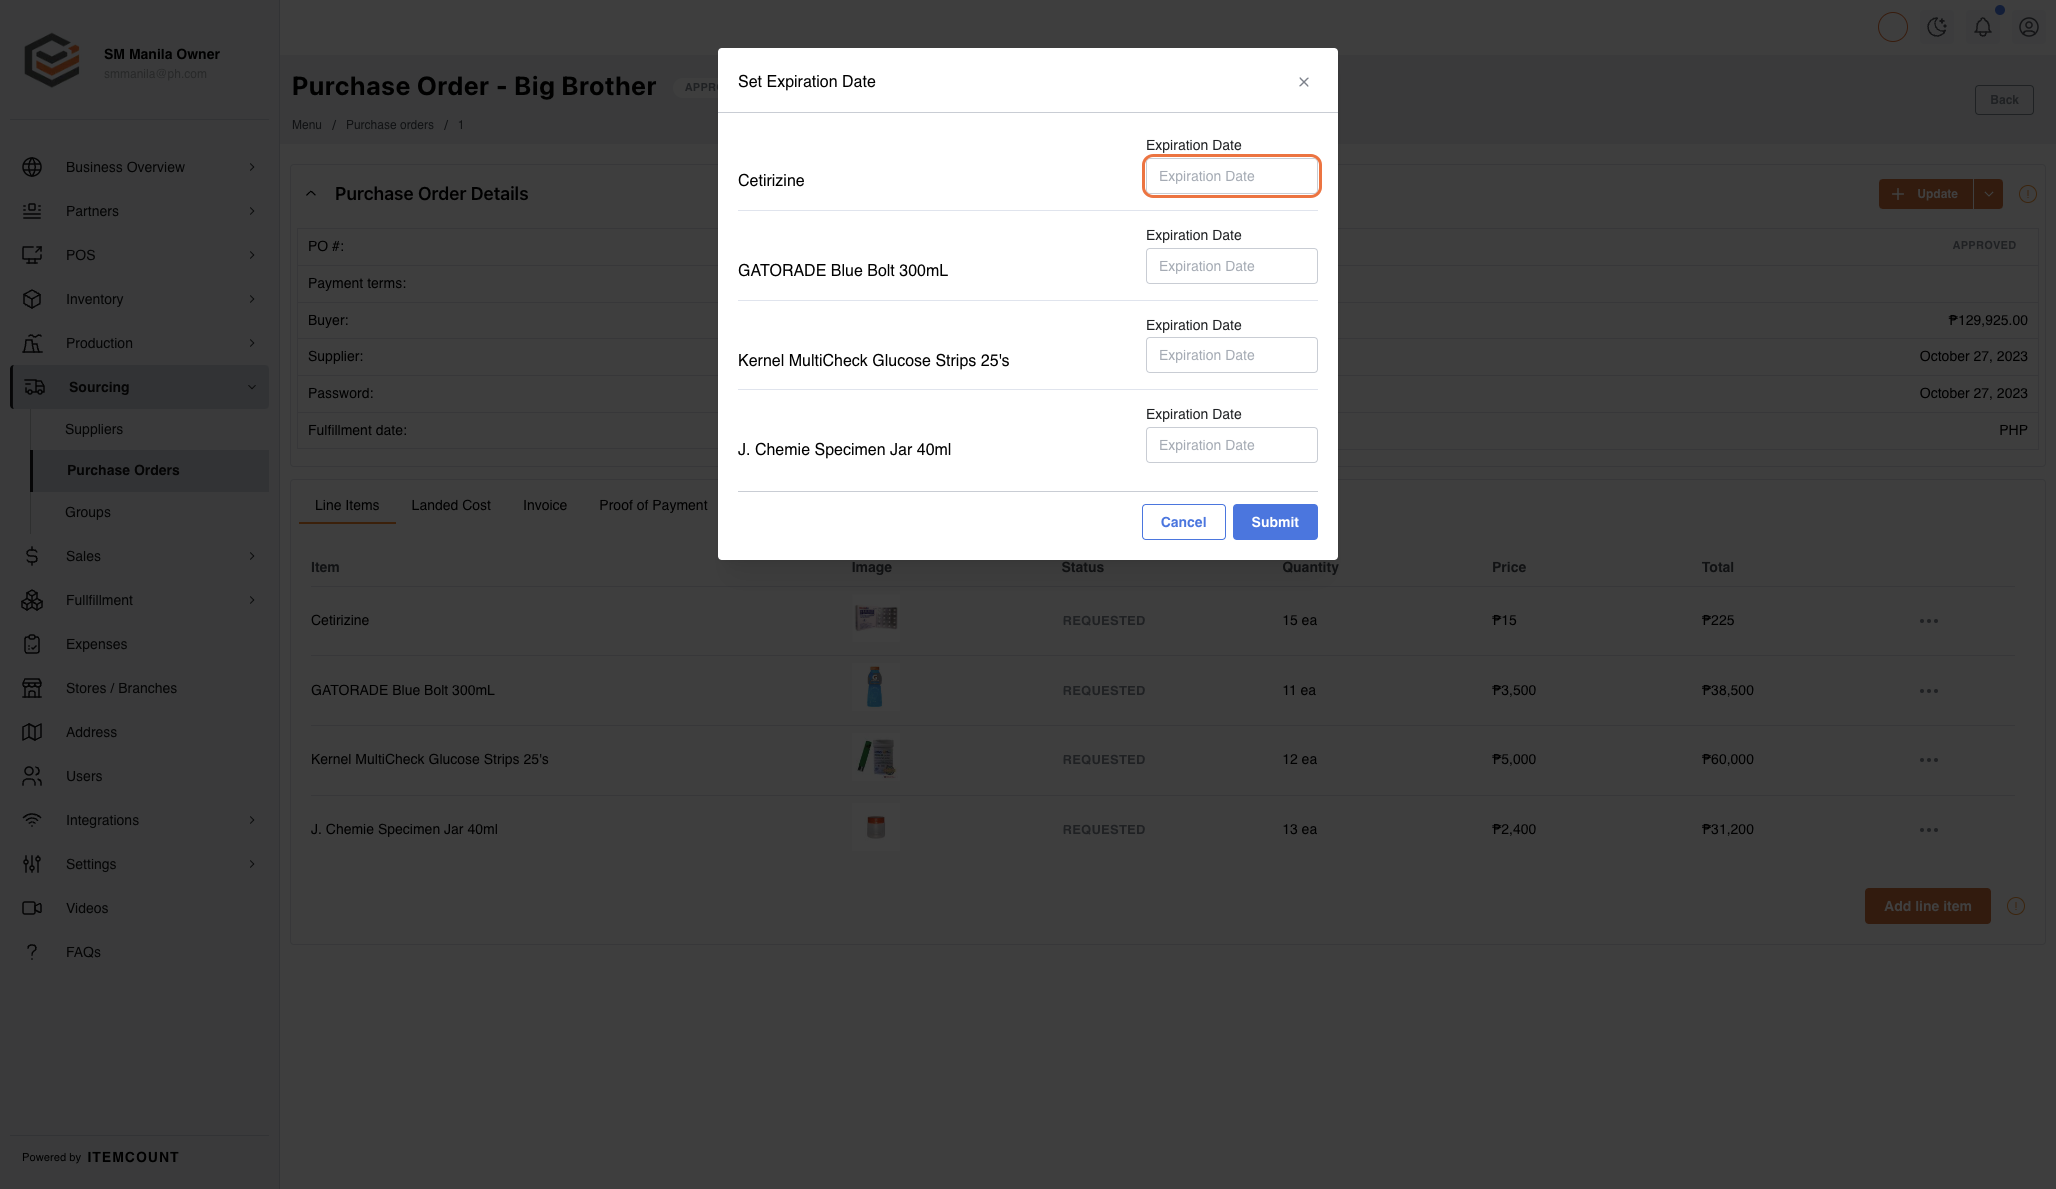 SM Manila Owner
smmanila@ph.com
Business Overview
Partners
POS
Inventory
Production
Sourcing
Suppliers
Purchase Orders
Groups
Sales
Fullfillment
Expenses
Stores / Branches
Address
Users
Integrations
Settings
Videos
FAQs
Powered by ITEMCOUNT
Purchase Order - Big Brother
Back
Menu / Purchase orders / 1
Purchase Order Details
Update
PO #: APPROVED
Payment terms:
Buyer: ₱129,925.00
Supplier: October 27, 2023
Password: October 27, 2023
Fulfillment date: PHP
Line Items Landed Cost Invoice Proof of Payment
Item Image Status Quantity Price Total
Cetirizine REQUESTED 15 ea ₱15 ₱225
GATORADE Blue Bolt 300mL REQUESTED 11 ea ₱3,500 ₱38,500
Kernel MultiCheck Glucose Strips 25's REQUESTED 12 ea ₱5,000 ₱60,000
J. Chemie Specimen Jar 40ml REQUESTED 13 ea ₱2,400 ₱31,200
Add line item
Set Expiration Date
Expiration Date
Cetirizine Expiration Date
Expiration Date
GATORADE Blue Bolt 300mL Expiration Date
Expiration Date
Kernel MultiCheck Glucose Strips 25's Expiration Date
Expiration Date
J. Chemie Specimen Jar 40ml Expiration Date
Cancel Submit